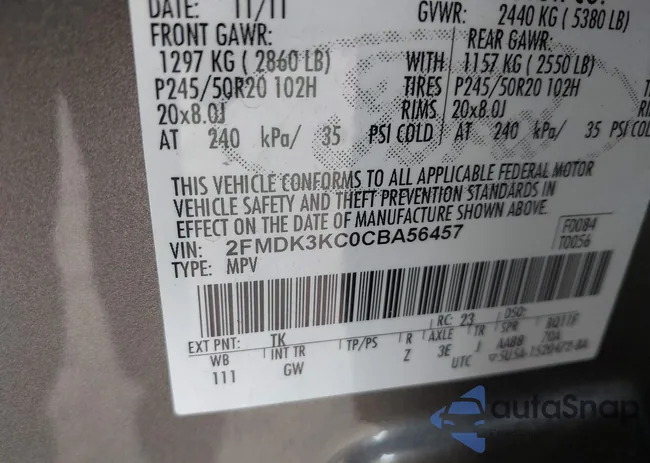 DATE: 11/11 GVWR: 2440 KG ( 5380 LB)
FRONT GAWR: REAR GAWR:
1297 KG ( 2860 LB) WITH 1157 KG ( 2550 LB)
P245/50R20 102H TIRES P245/50R20 102H
20x8.0J RIMS 20x8.0J
AT 240 kPa/ 35 PSI COLD AT 240 kPa/ 35 PSI COLD
THIS VEHICLE CONFORMS TO ALL APPLICABLE FEDERAL MOTOR
VEHICLE SAFETY AND THEFT PREVENTION STANDARDS IN
EFFECT ON THE DATE OF MANUFACTURE SHOWN ABOVE.
VIN: 2FMDK3KC0CBA56457 F0084
TYPE: MPV T0056
RC: 23 DSO:
EXT PNT: TK
WB INT TR TP/PS R AXLE TR SPR
111 GW Z 3E J AABB
UTC
autoSnap